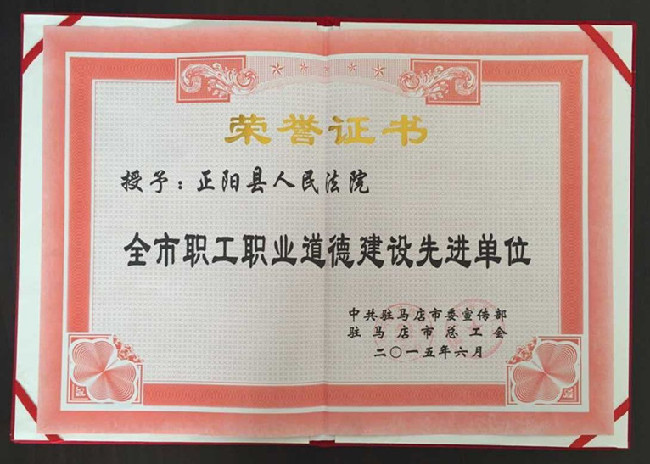 荣誉证书
授予：正阳县人民法院
全市职工职业道德建设先进单位
中共驻马店市委宣传部
驻马店市总工会
二〇一五年六月